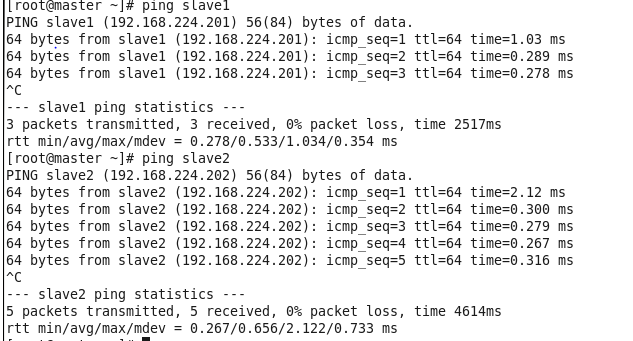 [root@master ~]# ping slave1
PING slave1 (192.168.224.201) 56(84) bytes of data.
64 bytes from slave1 (192.168.224.201): icmp_seq=1 ttl=64 time=1.03 ms
64 bytes from slave1 (192.168.224.201): icmp_seq=2 ttl=64 time=0.289 ms
64 bytes from slave1 (192.168.224.201): icmp_seq=3 ttl=64 time=0.278 ms
^C
--- slave1 ping statistics ---
3 packets transmitted, 3 received, 0% packet loss, time 2517ms
rtt min/avg/max/mdev = 0.278/0.533/1.034/0.354 ms
[root@master ~]# ping slave2
PING slave2 (192.168.224.202) 56(84) bytes of data.
64 bytes from slave2 (192.168.224.202): icmp_seq=1 ttl=64 time=2.12 ms
64 bytes from slave2 (192.168.224.202): icmp_seq=2 ttl=64 time=0.300 ms
64 bytes from slave2 (192.168.224.202): icmp_seq=3 ttl=64 time=0.279 ms
64 bytes from slave2 (192.168.224.202): icmp_seq=4 ttl=64 time=0.267 ms
64 bytes from slave2 (192.168.224.202): icmp_seq=5 ttl=64 time=0.316 ms
^C
--- slave2 ping statistics ---
5 packets transmitted, 5 received, 0% packet loss, time 4614ms
rtt min/avg/max/mdev = 0.267/0.656/2.122/0.733 ms